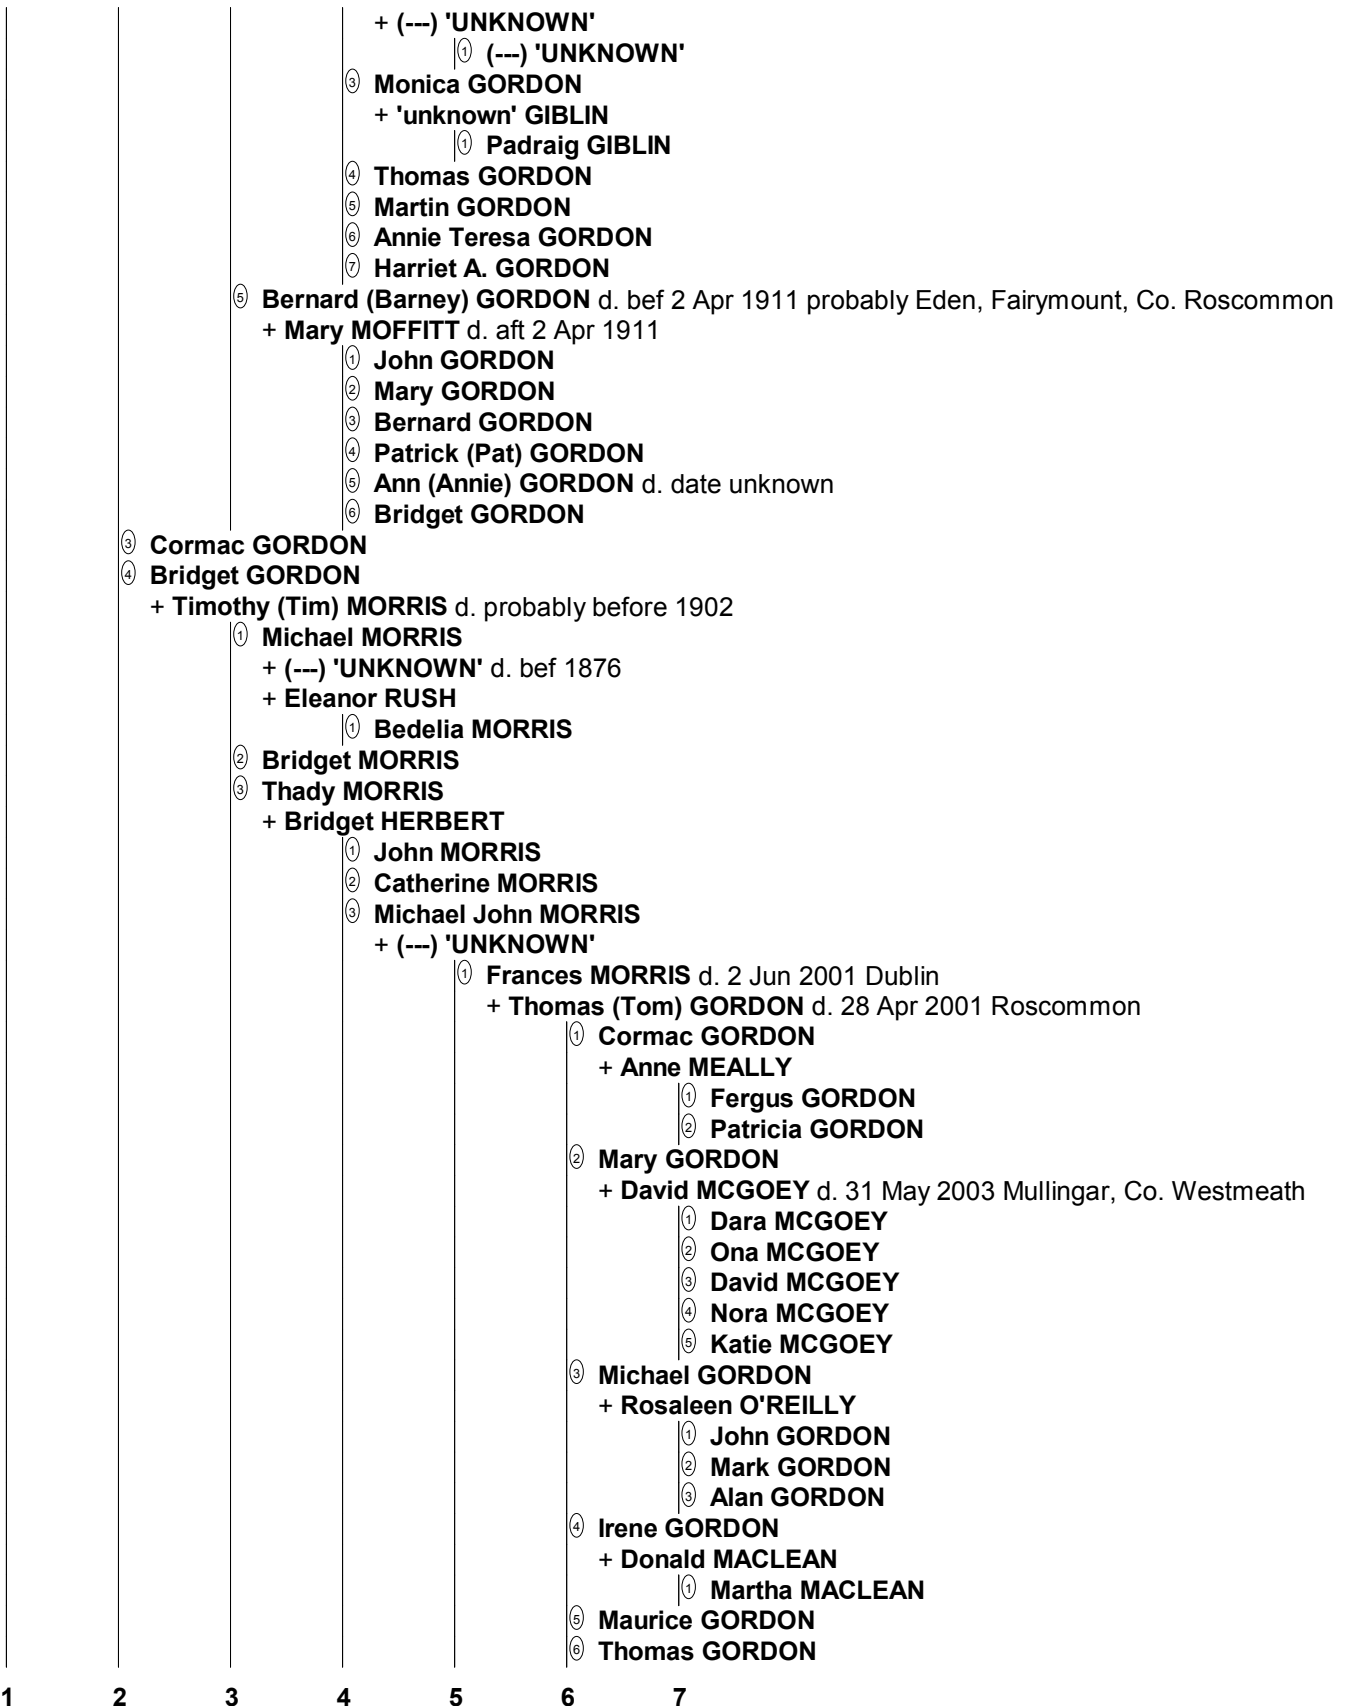 + (---) 'UNKNOWN'
① (---) 'UNKNOWN'
③ Monica GORDON
+ 'unknown' GIBLIN
① Padraig GIBLIN
④ Thomas GORDON
⑤ Martin GORDON
⑥ Annie Teresa GORDON
⑦ Harriet A. GORDON
⑤ Bernard (Barney) GORDON d. bef 2 Apr 1911 probably Eden, Fairymount, Co. Roscommon
+ Mary MOFFITT d. aft 2 Apr 1911
① John GORDON
② Mary GORDON
③ Bernard GORDON
④ Patrick (Pat) GORDON
⑤ Ann (Annie) GORDON d. date unknown
⑥ Bridget GORDON
③ Cormac GORDON
④ Bridget GORDON
+ Timothy (Tim) MORRIS d. probably before 1902
① Michael MORRIS
+ (---) 'UNKNOWN' d. bef 1876
+ Eleanor RUSH
① Bedelia MORRIS
② Bridget MORRIS
③ Thady MORRIS
+ Bridget HERBERT
① John MORRIS
② Catherine MORRIS
③ Michael John MORRIS
+ (---) 'UNKNOWN'
① Frances MORRIS d. 2 Jun 2001 Dublin
+ Thomas (Tom) GORDON d. 28 Apr 2001 Roscommon
① Cormac GORDON
+ Anne MEALLY
① Fergus GORDON
② Patricia GORDON
② Mary GORDON
+ David MCGOEY d. 31 May 2003 Mullingar, Co. Westmeath
① Dara MCGOEY
② Ona MCGOEY
③ David MCGOEY
④ Nora MCGOEY
⑤ Katie MCGOEY
③ Michael GORDON
+ Rosaleen O'REILLY
① John GORDON
② Mark GORDON
③ Alan GORDON
④ Irene GORDON
+ Donald MACLEAN
① Martha MACLEAN
⑤ Maurice GORDON
⑥ Thomas GORDON
1 2 3 4 5 6 7